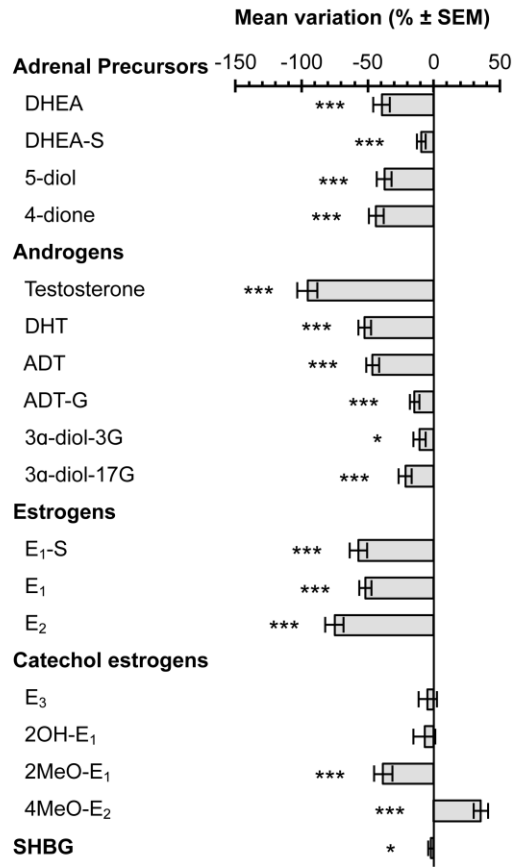 Mean variation (% ± SEM)
-150 -100 -50 0 50
Adrenal Precursors
DHEA ***
DHEA-S ***
5-diol ***
4-dione ***
Androgens
Testosterone ***
DHT ***
ADT ***
ADT-G ***
3α-diol-3G *
3α-diol-17G ***
Estrogens
E₁-S ***
E₁ ***
E₂ ***
Catechol estrogens
E₃
2OH-E₁
2MeO-E₁ ***
4MeO-E₂ ***
SHBG *